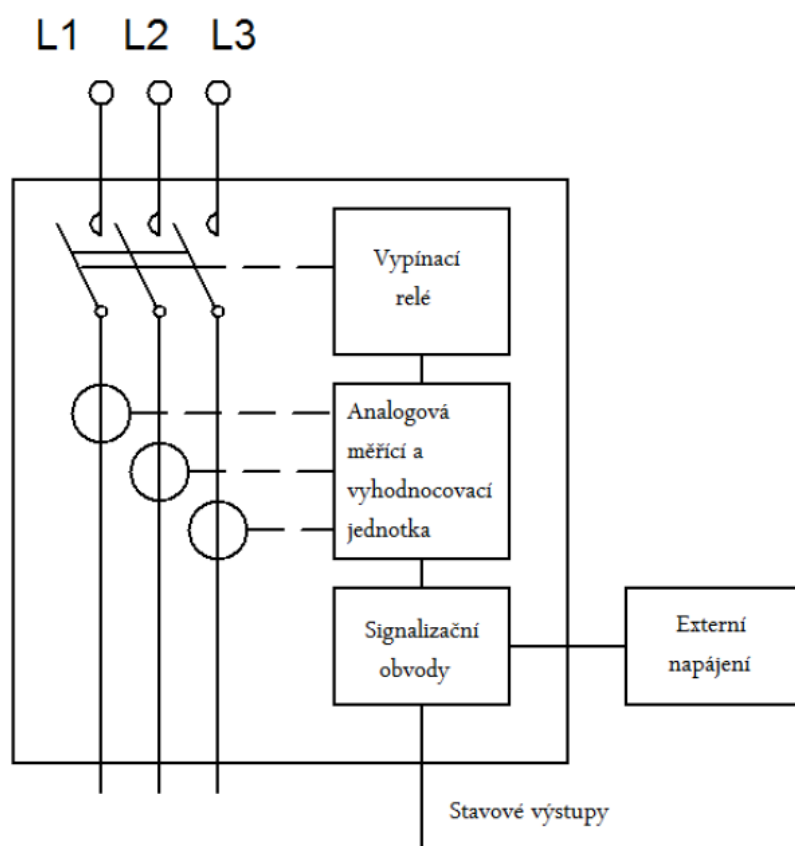 L1 L2 L3
Vypínací
relé
Analogová
měřící a
vyhodnocovací
jednotka
Signalizační
obvody
Externí
napájení
Stavové výstupy